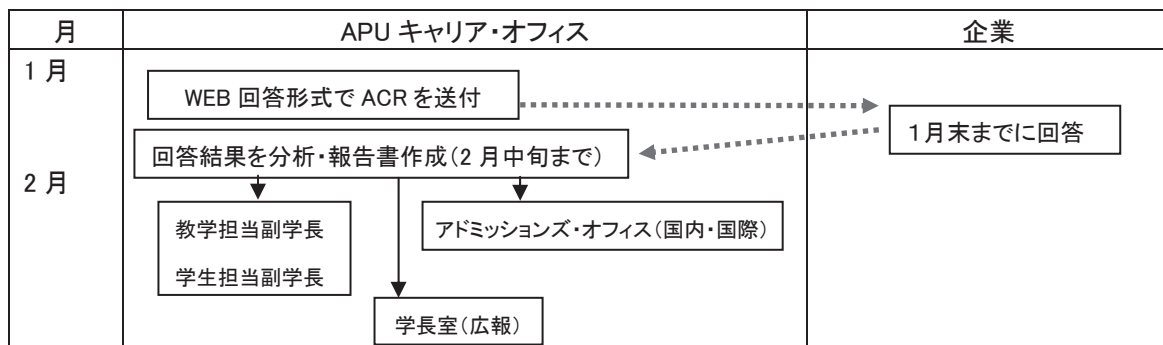 月
APU キャリア・オフィス
企業
1 月
WEB 回答形式で ACR を送付
1月末までに回答
回答結果を分析・報告書作成(2 月中旬まで)
2 月
教学担当副学長
学生担当副学長
アドミッションズ・オフィス(国内・国際)
学長室(広報)